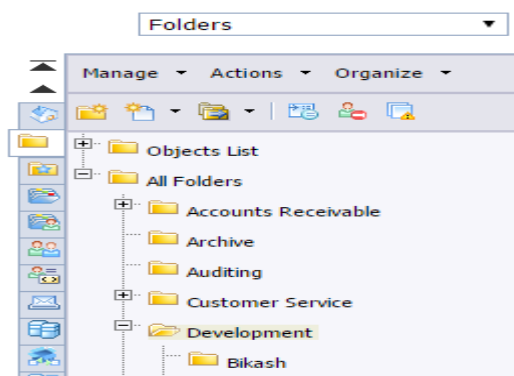 Folders
Manage Actions Organize
Objects List
All Folders
Accounts Receivable
Archive
Auditing
Customer Service
Development
Bikash